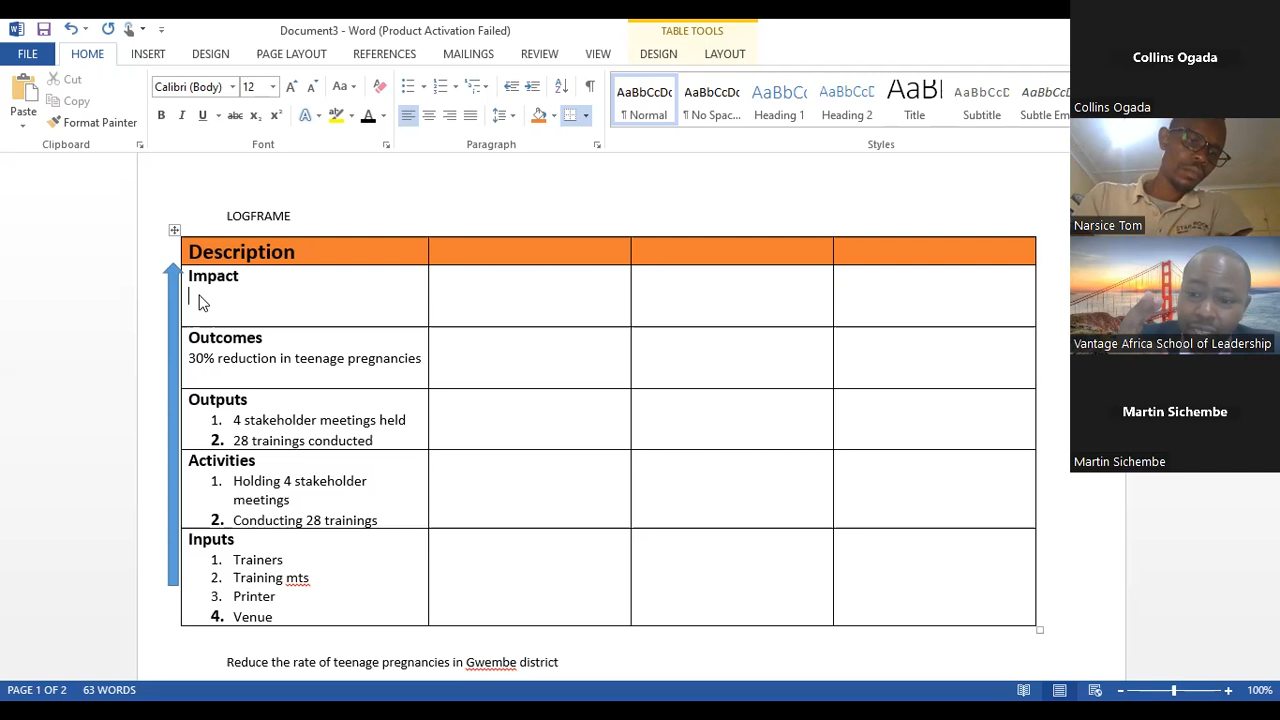 Document3 - Word (Product Activation Failed)
TABLE TOOLS
FILE
HOME
INSERT
DESIGN
PAGE LAYOUT
REFERENCES
MAILINGS
REVIEW
VIEW
DESIGN
LAYOUT
Paste
Cut
Copy
Format Painter
Clipboard
Calibri (Body)
12
Font
Paragraph
AaBbCcDc
¶ Normal
AaBbCcDc
¶ No Spac...
AaBbCc
Heading 1
AaBbCcD
Heading 2
AaBl
Title
AaBbCcD
Subtitle
AaBbCcD
Subtle Em
Styles
LOGFRAME
Description
Impact
Outcomes
30% reduction in teenage pregnancies
Outputs
1. 4 stakeholder meetings held
2. 28 trainings conducted
Activities
1. Holding 4 stakeholder
meetings
2. Conducting 28 trainings
Inputs
1. Trainers
2. Training mts
3. Printer
4. Venue
Reduce the rate of teenage pregnancies in Gwembe district
PAGE 1 OF 2
63 WORDS
100%
Collins Ogada
Collins Ogada
Narsice Tom
Vantage Africa School of Leadership
Martin Sichembe
Martin Sichembe